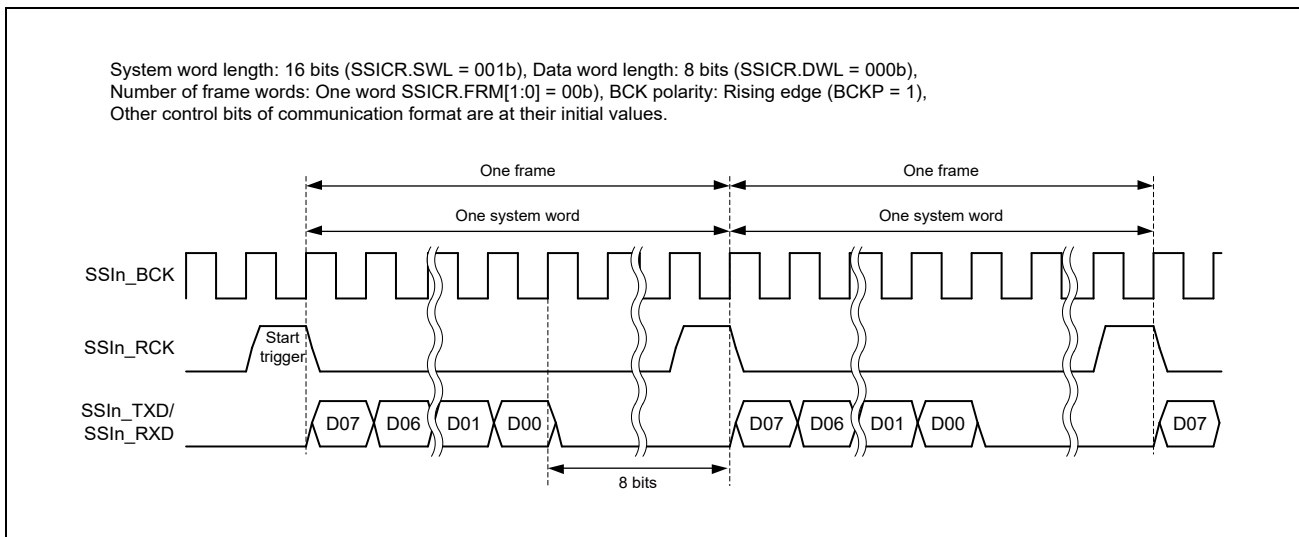 System word length: 16 bits (SSICR.SWL = 001b), Data word length: 8 bits (SSICR.DWL = 000b),
Number of frame words: One word SSICR.FRM[1:0] = 00b), BCK polarity: Rising edge (BCKP = 1),
Other control bits of communication format are at their initial values.
One frame
One frame
One system word
One system word
SSIn_BCK
SSIn_RCK
Start
trigger
SSIn_TXD/
SSIn_RXD
D07
D06
D01
D00
D07
D06
D01
D00
D07
8 bits